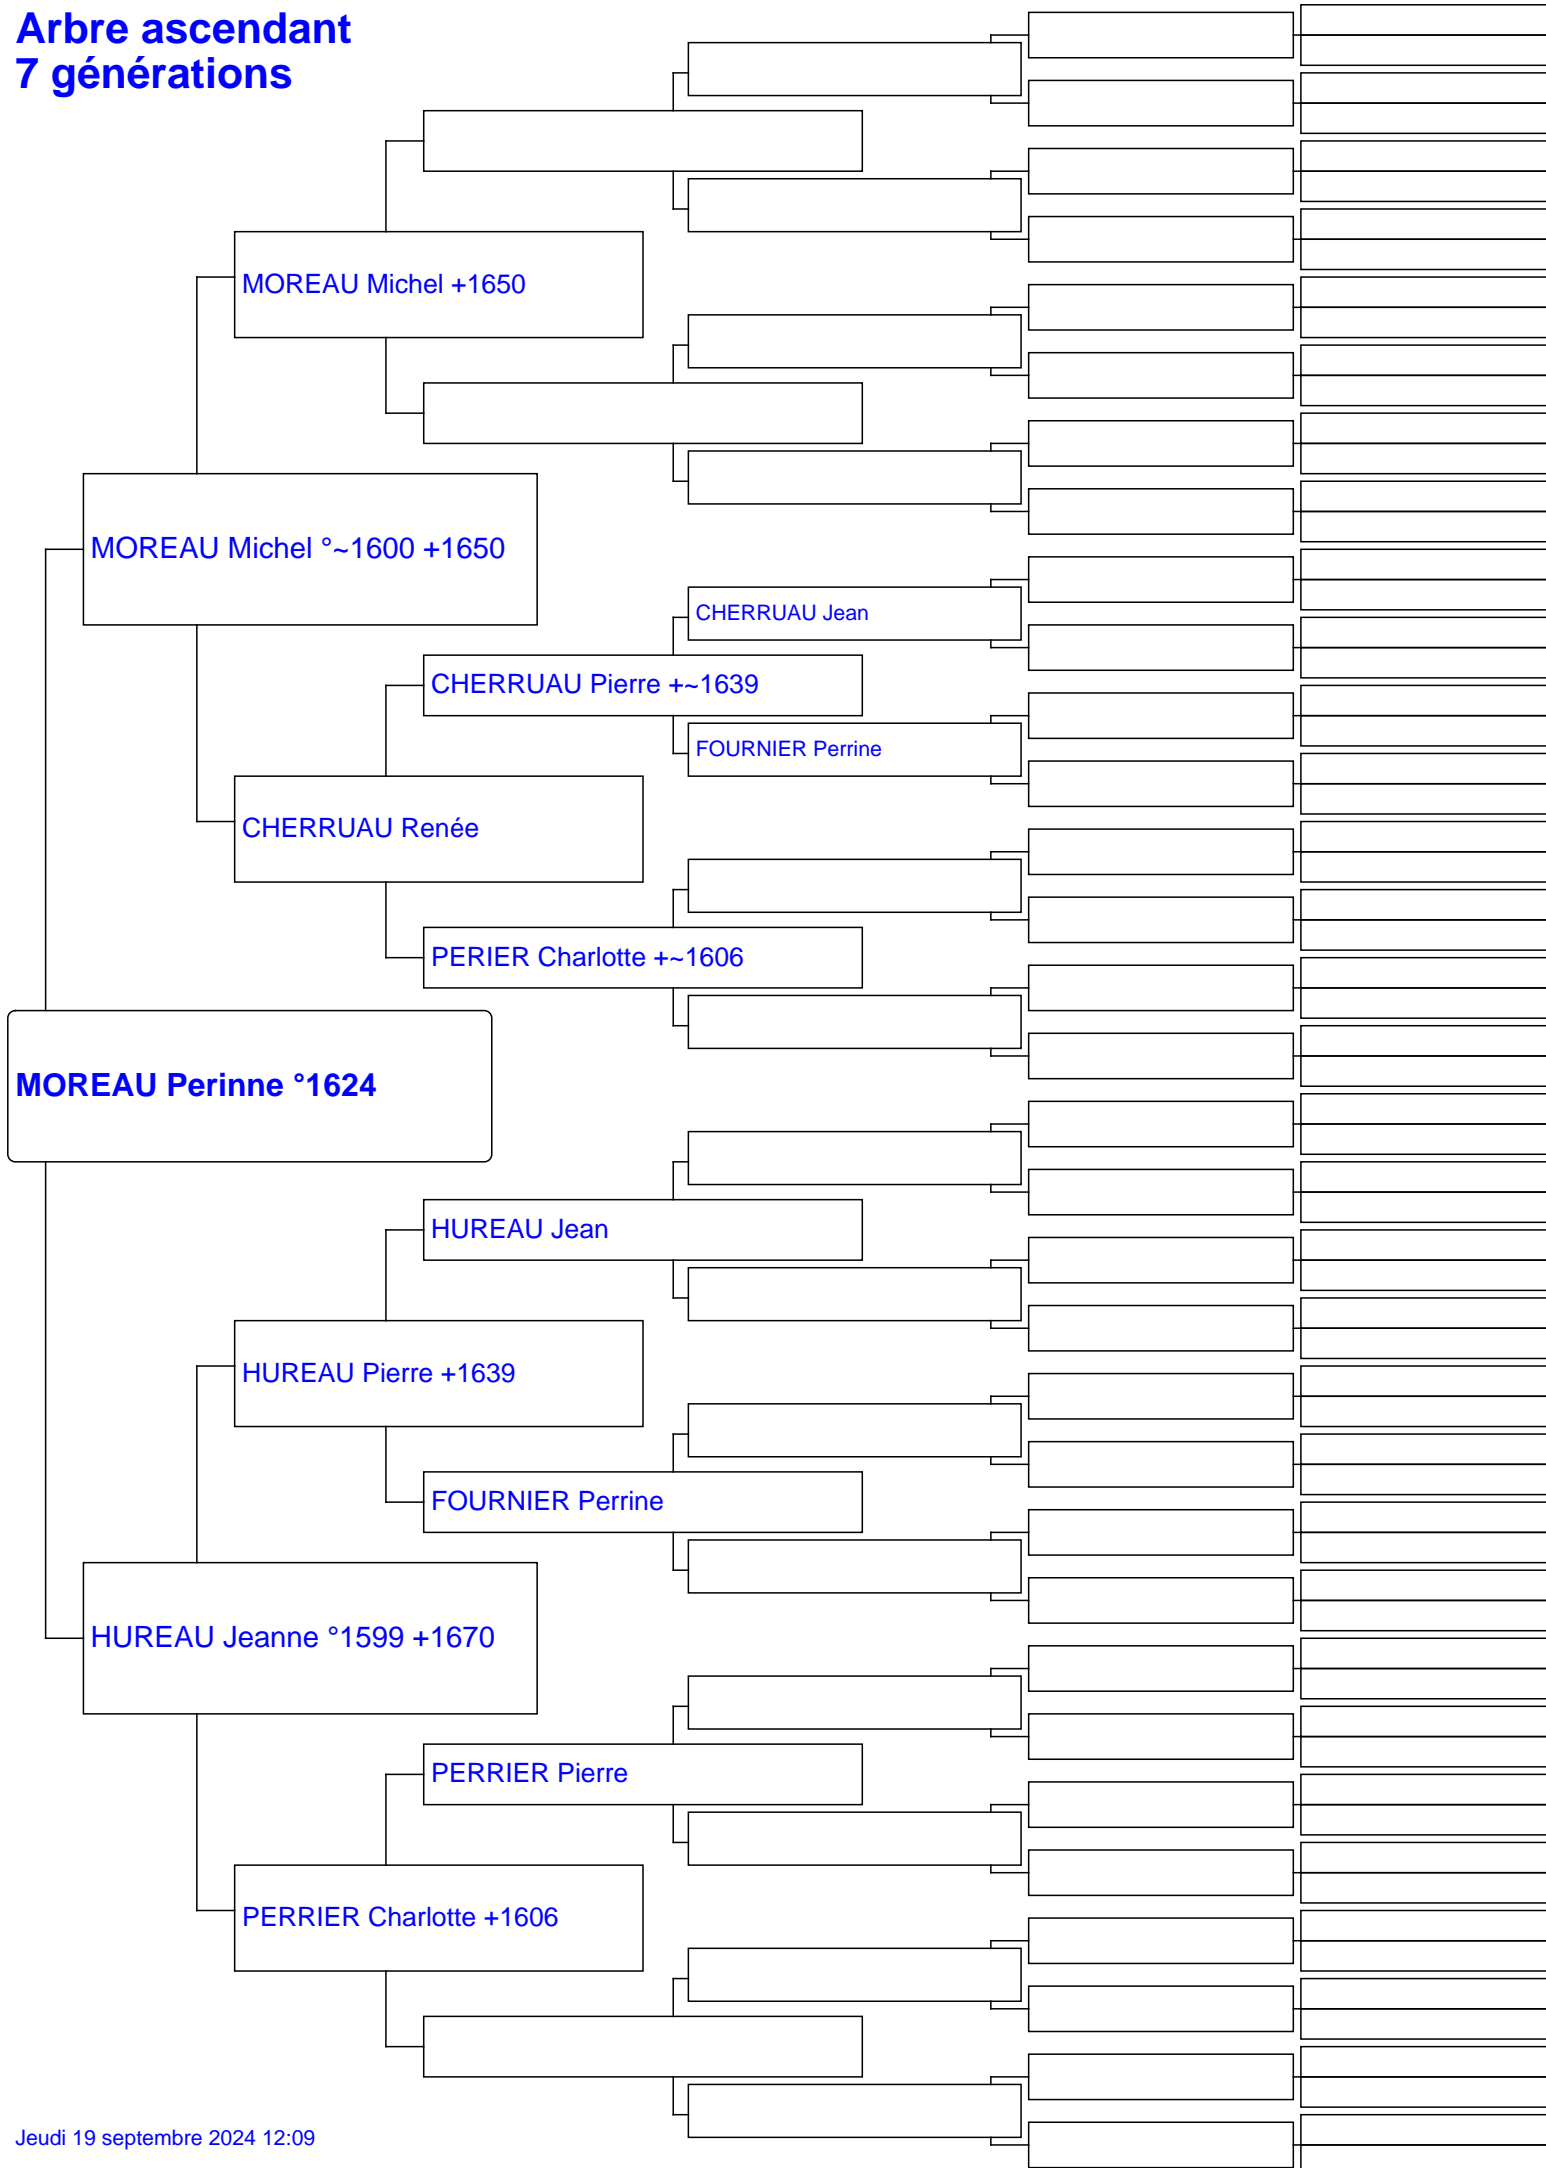 Arbre ascendant
7 générations
MOREAU Michel +1650
MOREAU Michel °~1600 +1650
CHERRUAU Jean
CHERRUAU Pierre +~1639
FOURNIER Perrine
CHERRUAU Renée
PERIER Charlotte +~1606
MOREAU Perinne °1624
HUREAU Jean
HUREAU Pierre +1639
FOURNIER Perrine
HUREAU Jeanne °1599 +1670
PERRIER Pierre
PERRIER Charlotte +1606
Jeudi 19 septembre 2024 12:09